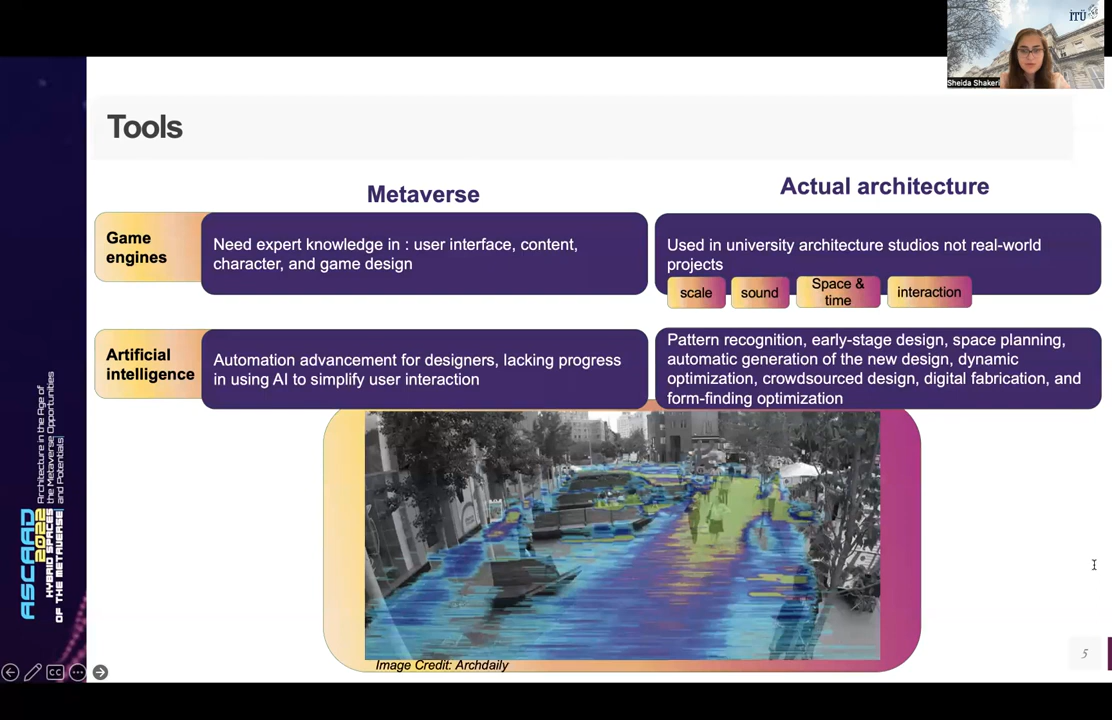 İTÜ
Sheida Shakeri
Tools
Metaverse
Actual architecture
Game
engines
Need expert knowledge in : user interface, content,
character, and game design
Used in university architecture studios not real-world
projects
scale
sound
Space &
time
interaction
Artificial
intelligence
Automation advancement for designers, lacking progress
in using AI to simplify user interaction
Pattern recognition, early-stage design, space planning,
automatic generation of the new design, dynamic
optimization, crowdsourced design, digital fabrication, and
form-finding optimization
Image Credit: Archdaily
ASCAAD
2022
Architecture in the Age of
the Metaverse Opportunities
and Potentials
HYBRID SPACES
OF THE METAVERSE
CC
5